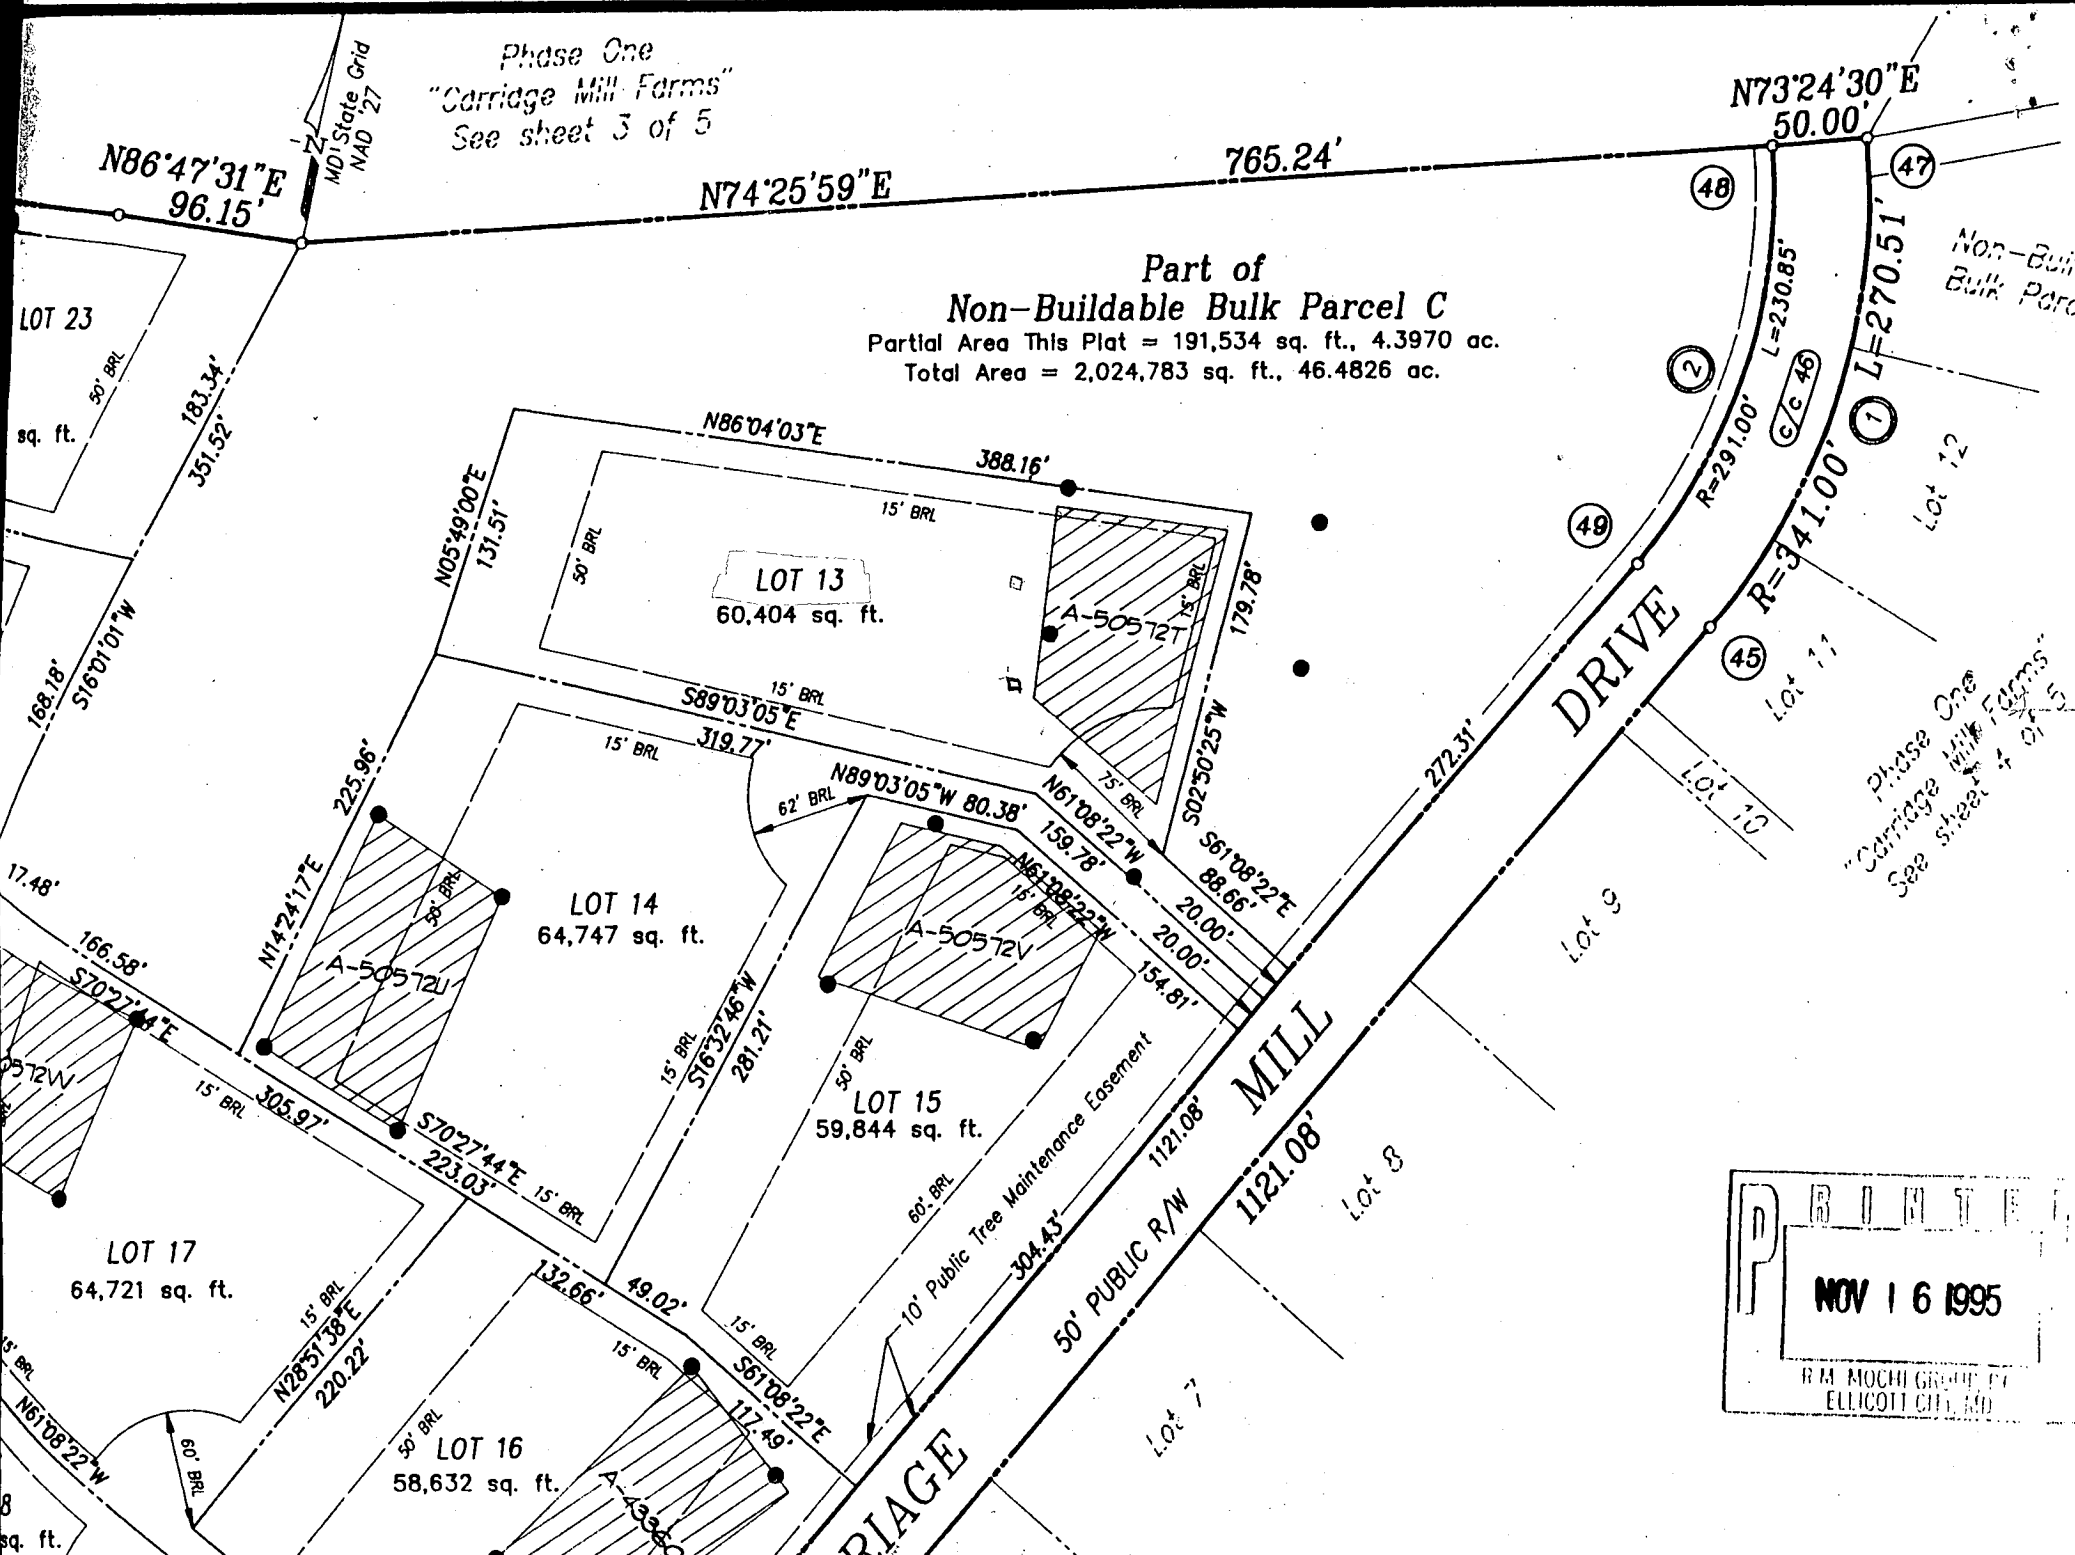 Phase One
"Carridge Mill Farms"
See sheet 3 of 5
MD State Grid
NAD '27
N
N86°47'31"E
96.15'
N74°25'59"E
765.24'
N73°24'30"E
50.00'
48
47
L=270.51'
L=230.85'
Part of
Non-Buildable Bulk Parcel C
Partial Area This Plat = 191,534 sq. ft., 4.3970 ac.
Total Area = 2,024,783 sq. ft., 46.4826 ac.
LOT 23
50' BRL
sq. ft.
183.34'
351.52'
2
c/c 46
1
R=291.00'
R=341.00'
49
45
Lot 12
Lot 11
Lot 10
Lot 9
Lot 8
Lot 7
N86°04'03"E
388.16'
15' BRL
N05°49'00"E
131.51'
50' BRL
LOT 13
60,404 sq. ft.
15' BRL
A-50572T
179.78'
S02°50'25"W
15' BRL
S89°03'05"E
319.77'
168.18'
S16°01'01"W
15' BRL
N89°03'05"W 80.38'
62' BRL
75' BRL
N61°08'22"W
159.78'
S61°08'22"E
88.66'
20.00'
20.00'
272.31'
225.96'
N14°24'17"E
50' BRL
LOT 14
64,747 sq. ft.
A-50572U
N61°08'22"W
15' BRL
A-50572V
154.81'
17.48'
166.58'
S70°27'44"E
15' BRL
S16°32'46"W
281.21'
50' BRL
LOT 15
59,844 sq. ft.
60' BRL
10' Public Tree Maintenance Easement
1121.08'
304.43'
50' PUBLIC R/W
1121.08'
DRIVE
MILL
RIAGE
Phase One
"Carridge Mill Farms"
See sheet 4 of 5
0572W
15' BRL
305.97'
S70°27'44"E
223.03'
15' BRL
LOT 17
64,721 sq. ft.
15' BRL
N28°51'38"E
220.22'
132.66'
49.02'
15' BRL
15' BRL
S61°08'22"E
117.49'
15' BRL
N61°08'22"W
60' BRL
50' BRL
LOT 16
58,632 sq. ft.
8
sq. ft.
NOV 16 1995
ELLICOTT CITY, MD